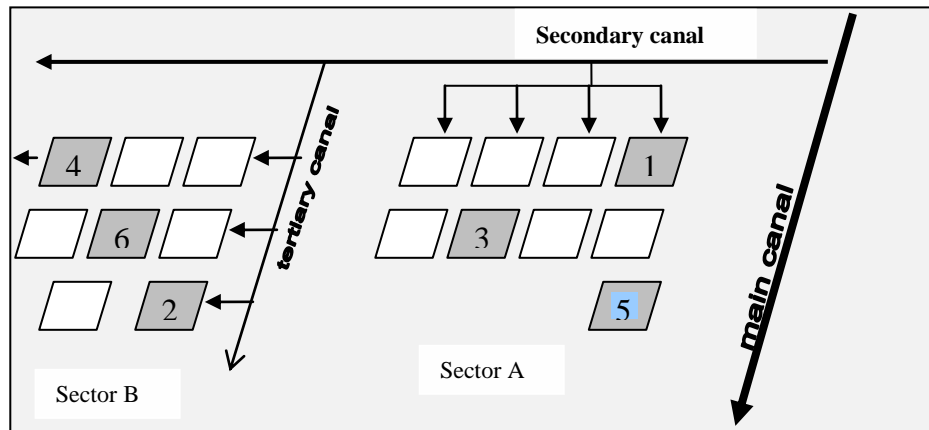 Secondary canal
4
1
tertiary canal
6
3
2
5
main canal
Sector B
Sector A